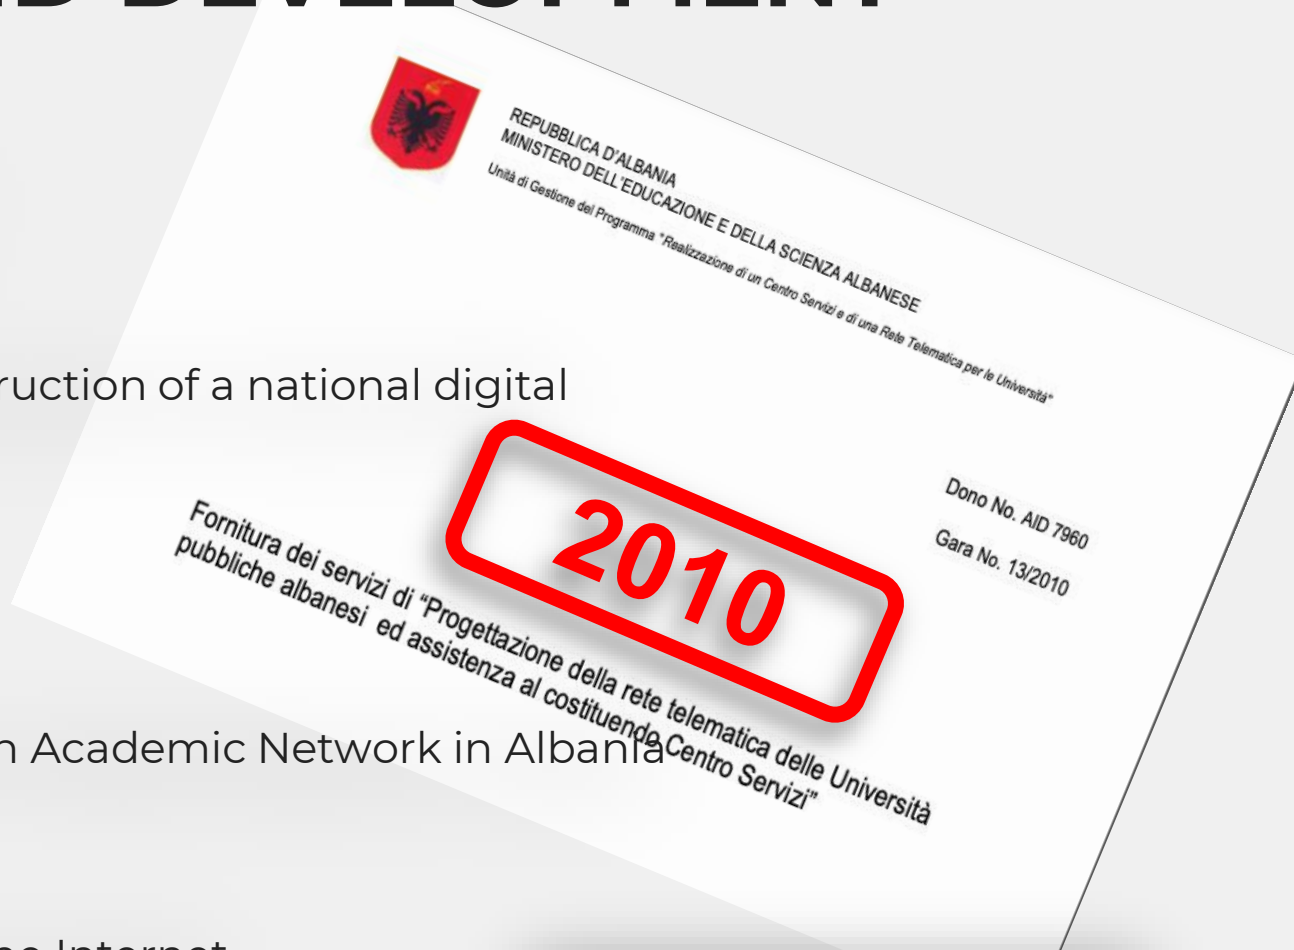 DEVELOPMENT
REPUBBLICA D'ALBANIA
MINISTERO DELL'EDUCAZIONE E DELLA SCIENZA ALBANESE
Unità di Gestione del Programma "Realizzazione di un Centro Servizi e di una Rete Telematica per le Università"
of a national digital
Dono No. AID 7960
Gara No. 13/2010
2010
Fornitura dei servizi di “Progettazione della rete telematica delle Università
pubbliche albanesi ed assistenza al costituendo Centro Servizi”
Academic Network in Albania
Internet